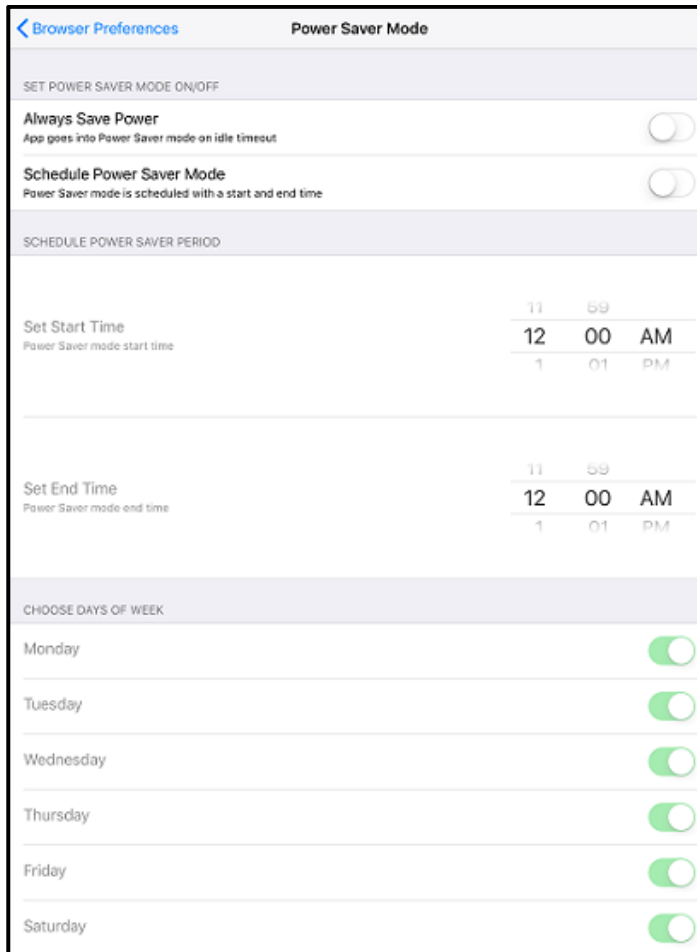 Browser Preferences
Power Saver Mode
SET POWER SAVER MODE ON/OFF
Always Save Power
App goes into Power Saver mode on idle timeout
Schedule Power Saver Mode
Power Saver mode is scheduled with a start and end time
SCHEDULE POWER SAVER PERIOD
11 59
Set Start Time
12 00 AM
Power Saver mode start time
1 01 PM
11 59
Set End Time
12 00 AM
Power Saver mode end time
1 01 PM
CHOOSE DAYS OF WEEK
Monday
Tuesday
Wednesday
Thursday
Friday
Saturday